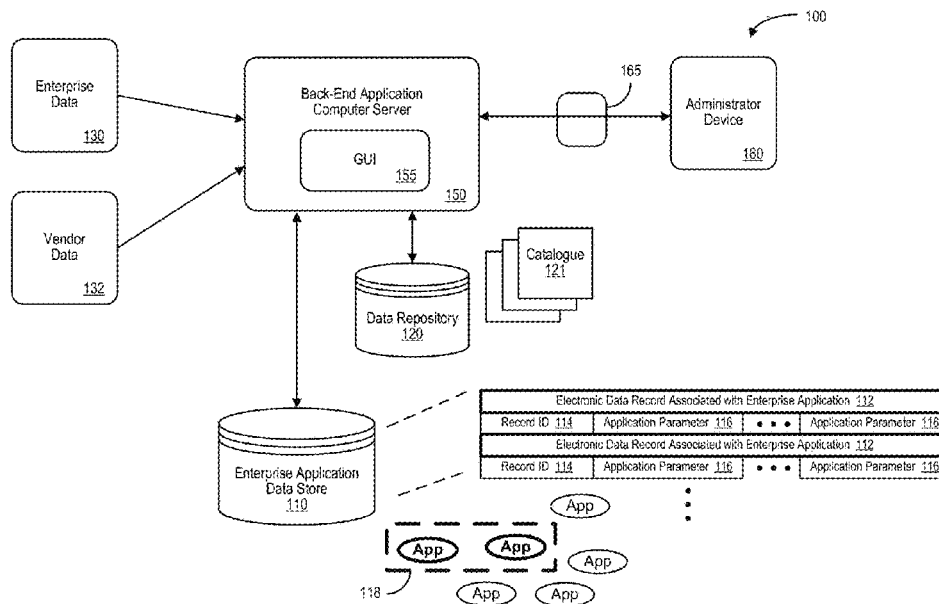 100
Enterprise
Data
130
Vendor
Data
132
Back-End Application
Computer Server
GUI
155
150
165
Administrator
Device
160
Catalogue
121
Data Repository
120
Enterprise Application
Data Store
110
Electronic Data Record Associated with Enterprise Application 112
Record ID 114 Application Parameter 116 • • • Application Parameter 116
Electronic Data Record Associated with Enterprise Application 112
Record ID 114 Application Parameter 116 • • • Application Parameter 116
App
App App
App
118
App App